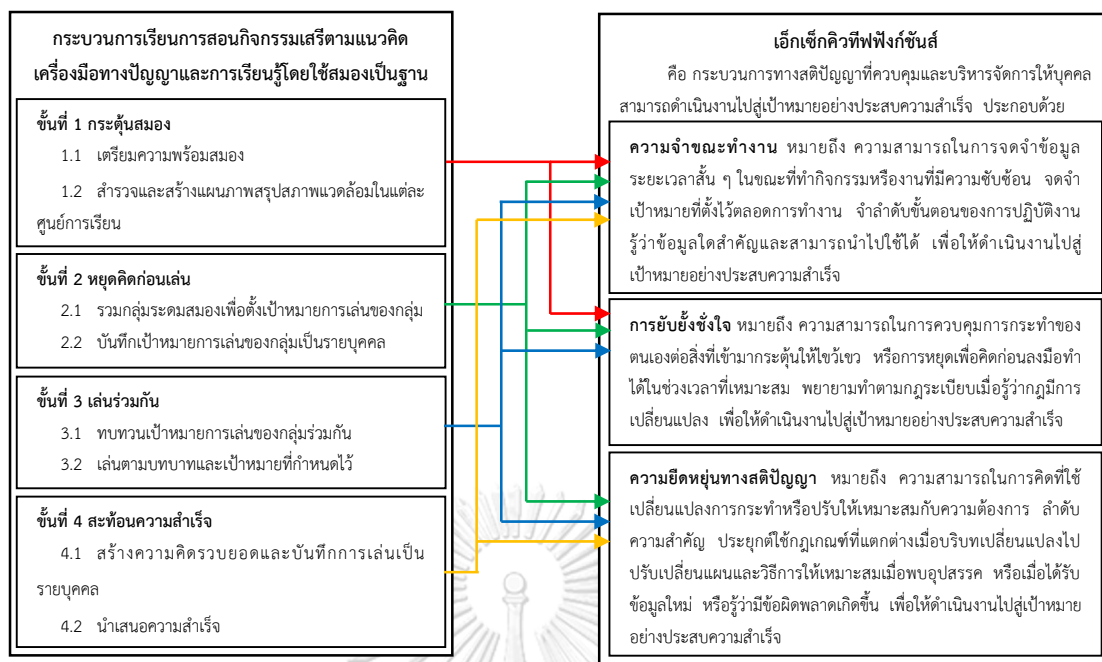 กระบวนการเรียนการสอนกิจกรรมเสรีตามแนวคิด
เครื่องมือทางปัญญาและการเรียนรู้โดยใช้สมองเป็นฐาน
ขั้นที่ 1 กระตุ้นสมอง
1.1 เตรียมความพร้อมสมอง
1.2 สำรวจและสร้างแผนภาพสรุปสภาพแวดล้อมในแต่ละ
ศูนย์การเรียน
ขั้นที่ 2 หยุดคิดก่อนเล่น
2.1 รวมกลุ่มระดมสมองเพื่อตั้งเป้าหมายการเล่นของกลุ่ม
2.2 บันทึกเป้าหมายการเล่นของกลุ่มเป็นรายบุคคล
ขั้นที่ 3 เล่นร่วมกัน
3.1 ทบทวนเป้าหมายการเล่นของกลุ่มร่วมกัน
3.2 เล่นตามบทบาทและเป้าหมายที่กำหนดไว้
ขั้นที่ 4 สะท้อนความสำเร็จ
4.1 สร้างความคิดรวบยอดและบันทึกการเล่นเป็น
รายบุคคล
4.2 นำเสนอความสำเร็จ
เอ็กเซ็กคิวทีฟฟังก์ชันส์
คือ กระบวนการทางสติปัญญาที่ควบคุมและบริหารจัดการให้บุคคล
สามารถดำเนินงานไปสู่เป้าหมายอย่างประสบความสำเร็จ ประกอบด้วย
ความจำขณะทำงาน หมายถึง ความสามารถในการจดจำข้อมูล
ระยะเวลาสั้น ๆ ในขณะที่ทำกิจกรรมหรืองานที่มีความซับซ้อน จดจำ
เป้าหมายที่ตั้งไว้ตลอดการทำงาน จำลำดับขั้นตอนของการปฏิบัติงาน
รู้ว่าข้อมูลใดสำคัญและสามารถนำไปใช้ได้ เพื่อให้ดำเนินงานไปสู่
เป้าหมายอย่างประสบความสำเร็จ
การยับยั้งชั่งใจ หมายถึง ความสามารถในการควบคุมการกระทำของ
ตนเองต่อสิ่งที่เข้ามากระตุ้นให้ไขว้เขว หรือการหยุดเพื่อคิดก่อนลงมือทำ
ได้ในช่วงเวลาที่เหมาะสม พยายามทำตามกฎระเบียบเมื่อรู้ว่ากฎมีการ
เปลี่ยนแปลง เพื่อให้ดำเนินงานไปสู่เป้าหมายอย่างประสบความสำเร็จ
ความยืดหยุ่นทางสติปัญญา หมายถึง ความสามารถในการคิดที่ใช้
เปลี่ยนแปลงการกระทำหรือปรับให้เหมาะสมกับความต้องการ ลำดับ
ความสำคัญ ประยุกต์ใช้กฎเกณฑ์ที่แตกต่างเมื่อบริบทเปลี่ยนแปลงไป
ปรับเปลี่ยนแผนและวิธีการให้เหมาะสมเมื่อพบอุปสรรค หรือเมื่อได้รับ
ข้อมูลใหม่ หรือรู้ว่ามีข้อผิดพลาดเกิดขึ้น เพื่อให้ดำเนินงานไปสู่เป้าหมาย
อย่างประสบความสำเร็จ